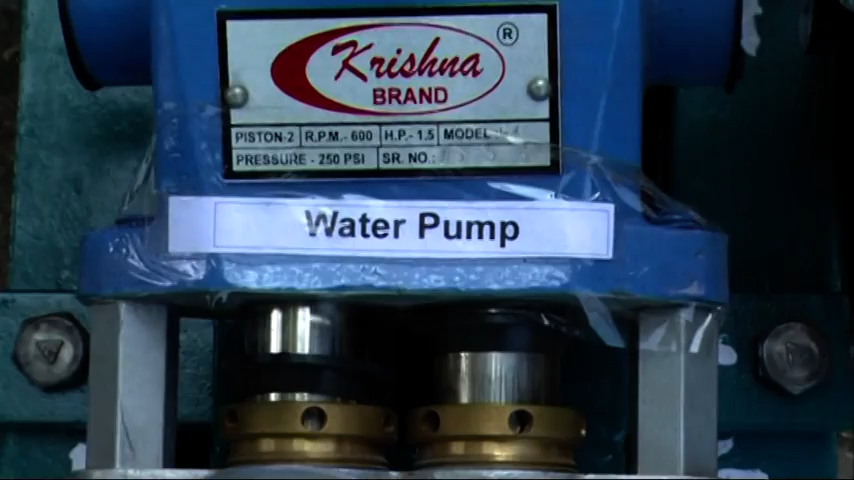 Krishna ®
BRAND
PISTON-2 R.P.M.- 600 H.P.- 1.5 MODEL
PRESSURE - 250 PSI SR. NO.:
Water Pump